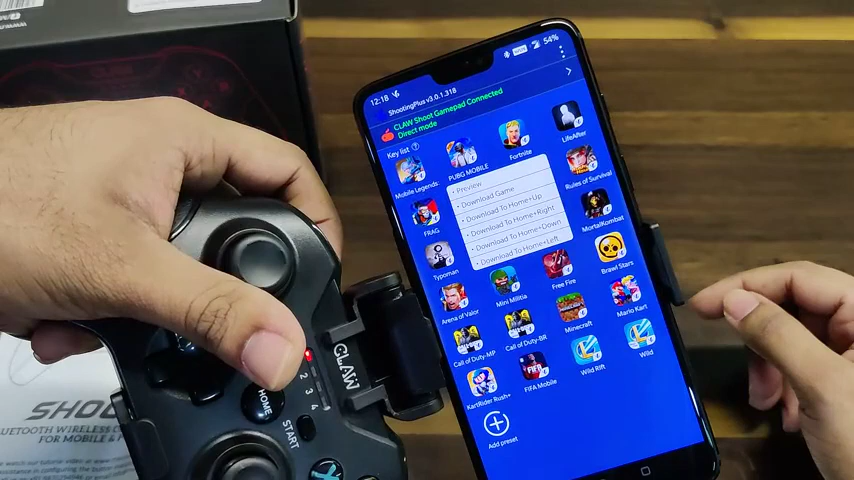 12:18
54%
ShootingPlus v3.0.1.318
CLAW Shoot Gamepad Connected
Direct mode
Key list
Mobile Legends
PUBG MOBILE
Fortnite
LifeAfter
• Preview
• Download Game
• Download To Home+Up
• Download To Home+Right
• Download To Home+Down
• Download To Home+Left
FRAG
Rules of Survival
Typoman
MortalKombat
Arena of Valor
Mini Militia
Free Fire
Brawl Stars
Call of Duty-MP
Call of Duty-BR
Minecraft
Mario Kart
KartRider Rush+
FIFA Mobile
Wild Rift
Wild
Add preset
CLAW
2
3
4
HOME
START
Y
SHOO
BLUETOOTH WIRELESS C
FOR MOBILE &